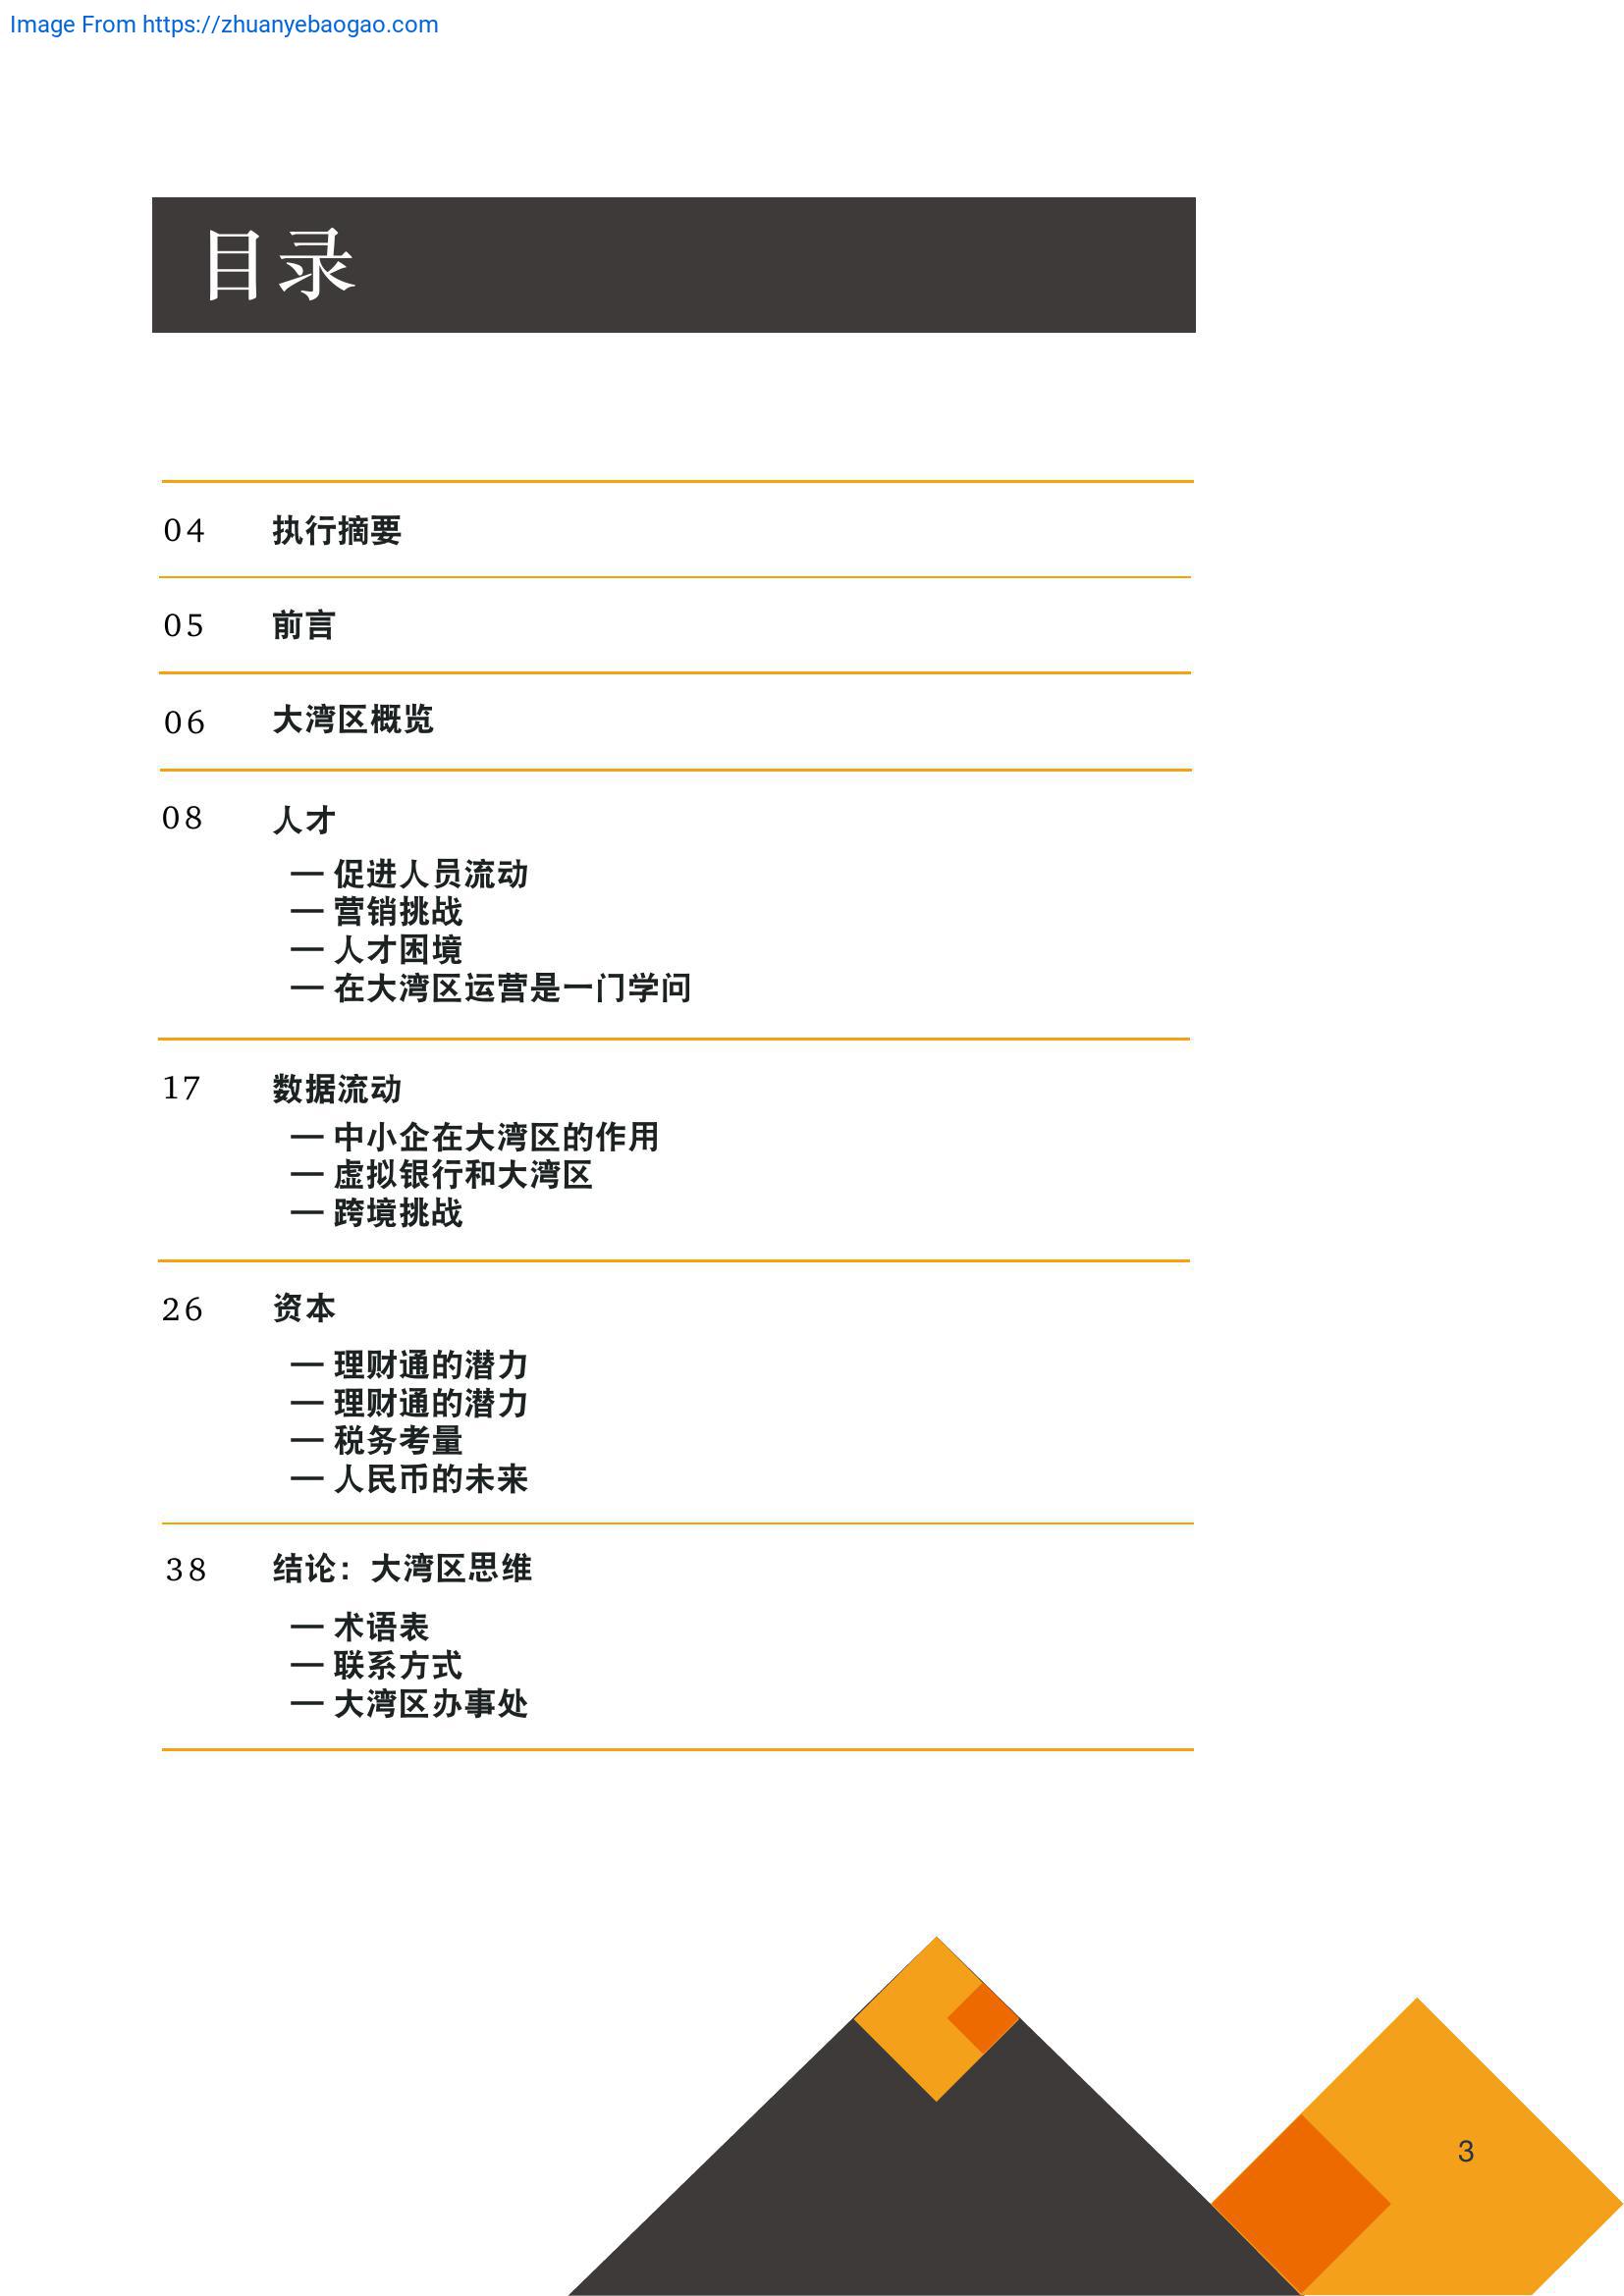 Image From https://zhuanyebaogao.com
目录
04 执行摘要
05 前言
06 大湾区概览
08 人才
— 促进人员流动
— 营销挑战
— 人才困境
— 在大湾区运营是一门学问
17 数据流动
— 中小企在大湾区的作用
— 虚拟银行和大湾区
— 跨境挑战
26 资本
— 理财通的潜力
— 理财通的潜力
— 税务考量
— 人民币的未来
38 结论：大湾区思维
— 术语表
— 联系方式
— 大湾区办事处
3